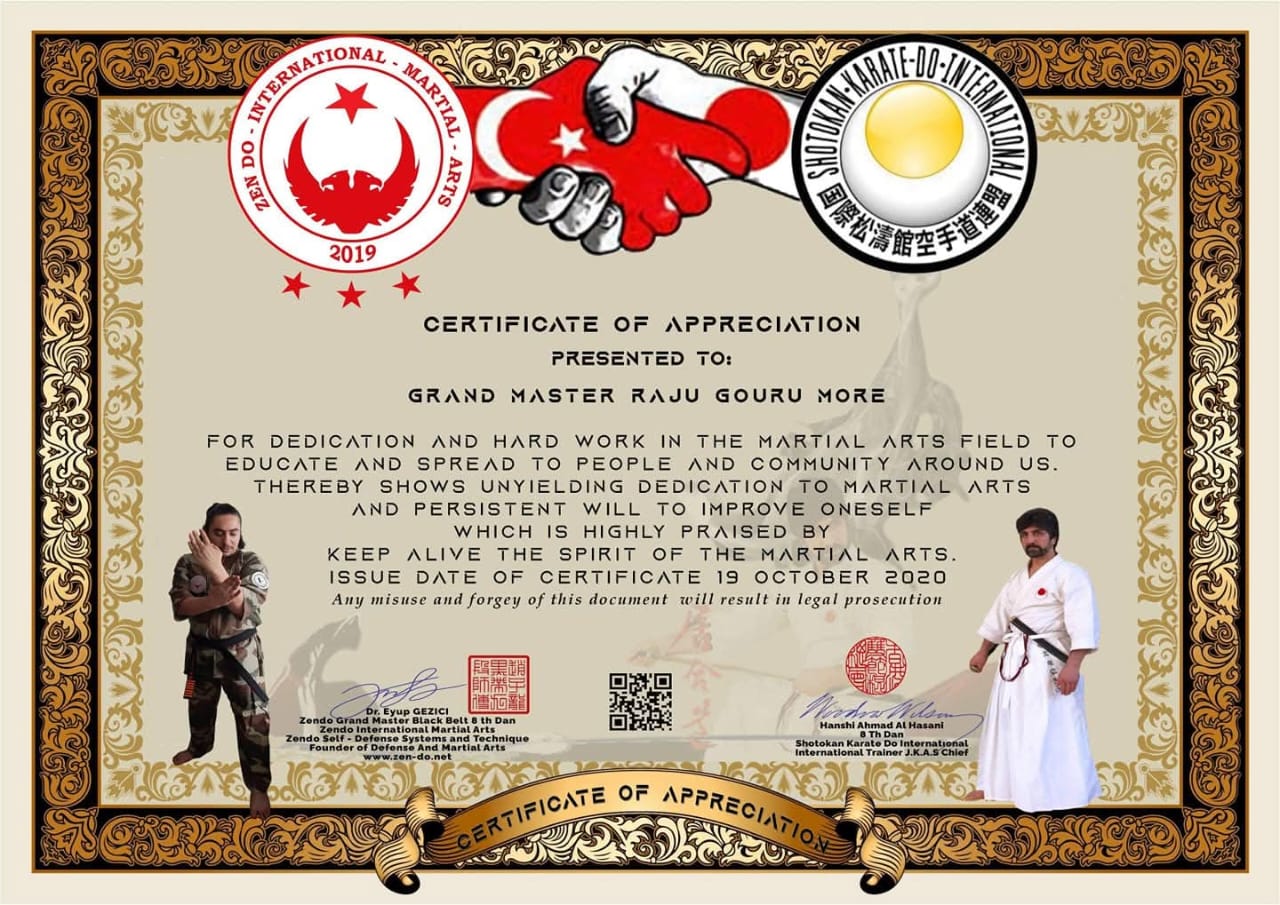 ZEN DO - INTERNATIONAL - MARTIAL - ARTS
2019
SHOTOKAN-KARATE-DO-INTERNATIONAL
国際松濤館空手道連盟
CERTIFICATE OF APPRECIATION
PRESENTED TO:
GRAND MASTER RAJU GOURU MORE
FOR DEDICATION AND HARD WORK IN THE MARTIAL ARTS FIELD TO
EDUCATE AND SPREAD TO PEOPLE AND COMMUNITY AROUND US.
THEREBY SHOWS UNYIELDING DEDICATION TO MARTIAL ARTS
AND PERSISTENT WILL TO IMPROVE ONESELF
WHICH IS HIGHLY PRAISED BY
KEEP ALIVE THE SPIRIT OF THE MARTIAL ARTS.
ISSUE DATE OF CERTIFICATE 19 OCTOBER 2020
Any misuse and forgey of this document will result in legal prosecution
Dr. Eyup GEZICI
Zendo Grand Master Black Belt 8 th Dan
Zendo International Martial Arts
Zendo Self - Defense Systems and Technique
Founder of Defense And Martial Arts
www.zen-do.net
Hanshi Ahmad Al Hasani
8 Th Dan
Shotokan Karate Do International
International Trainer J.K.A.S Chief
CERTIFICATE OF APPRECIATION